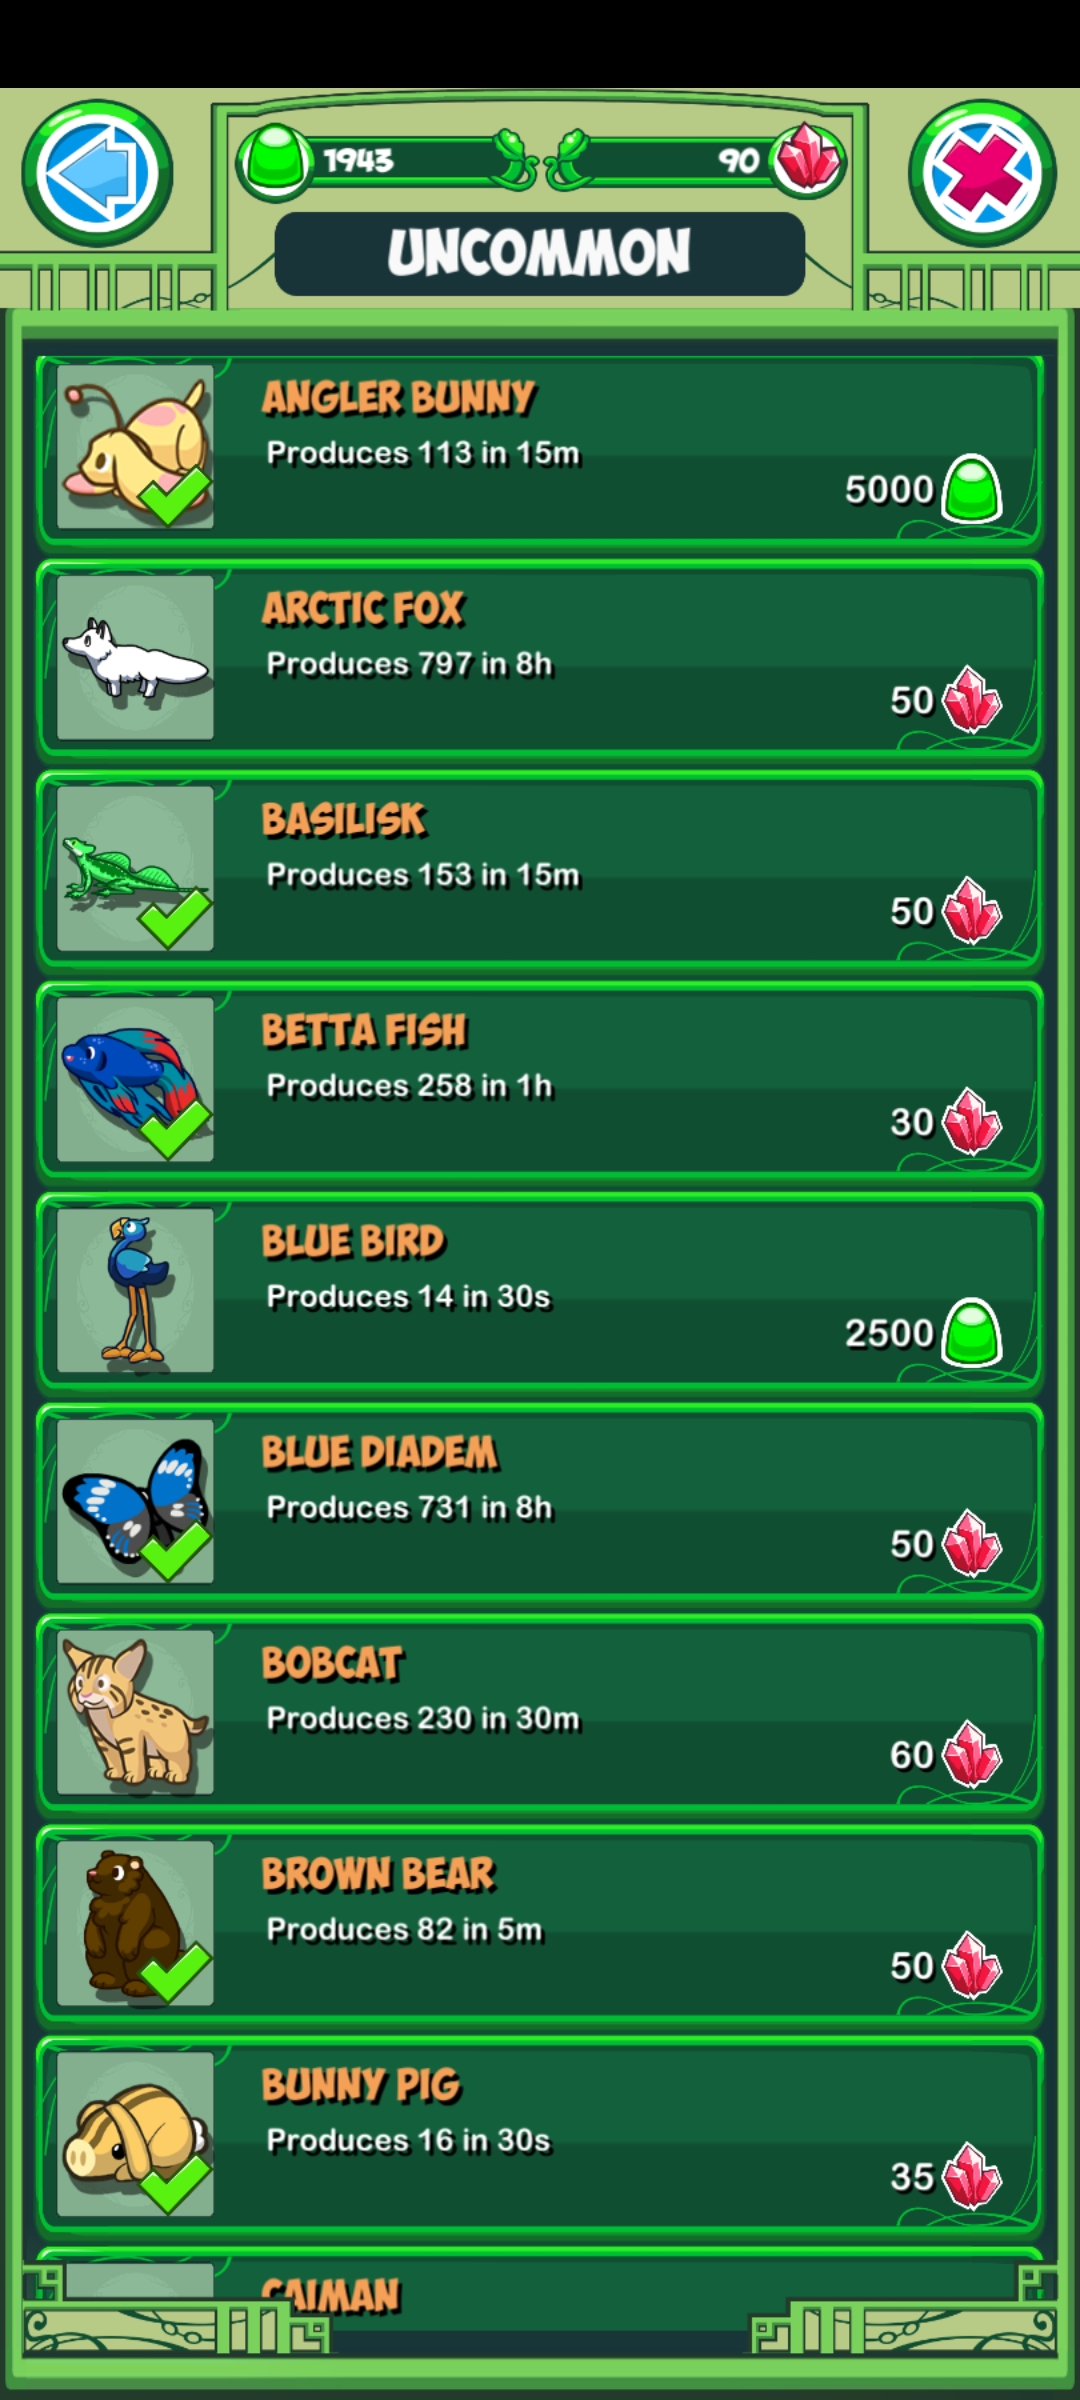 1943
90
UNCOMMON
ANGLER BUNNY
Produces 113 in 15m
5000
ARCTIC FOX
Produces 797 in 8h
50
BASILISK
Produces 153 in 15m
50
BETTA FISH
Produces 258 in 1h
30
BLUE BIRD
Produces 14 in 30s
2500
BLUE DIADEM
Produces 731 in 8h
50
BOBCAT
Produces 230 in 30m
60
BROWN BEAR
Produces 82 in 5m
50
BUNNY PIG
Produces 16 in 30s
35
CAIMAN